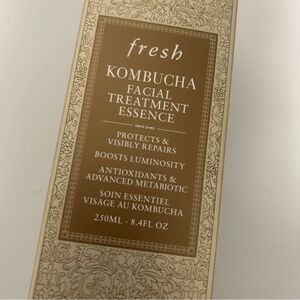 fresh
KOMBUCHA
FACIAL
TREATMENT
ESSENCE
PROTECTS &
VISIBLY REPAIRS
BOOSTS LUMINOSITY
ANTIOXIDANTS &
ADVANCED METABIOTIC
SOIN ESSENTIEL
VISAGE AU KOMBUCHA
250ML - 8.4FL OZ